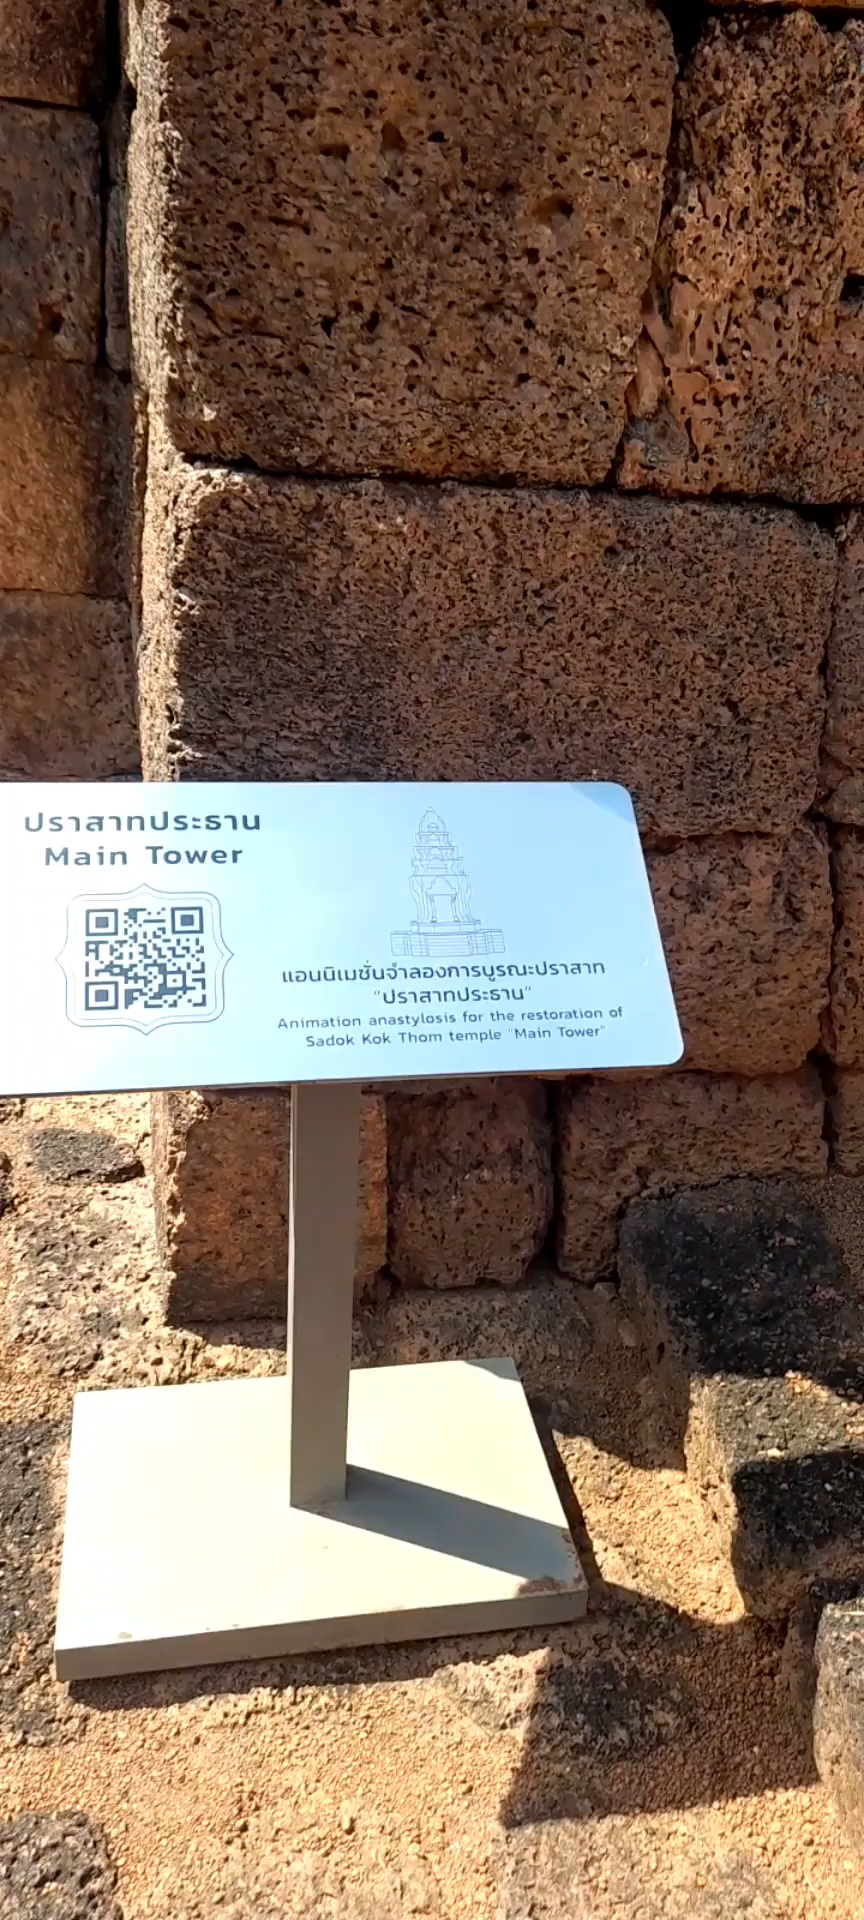 ปราสาทประธาน
Main Tower
แอนนิเมชั่นจำลองการบูรณะปราสาท
"ปราสาทประธาน"
Animation anastylosis for the restoration of
Sadok Kok Thom temple "Main Tower"